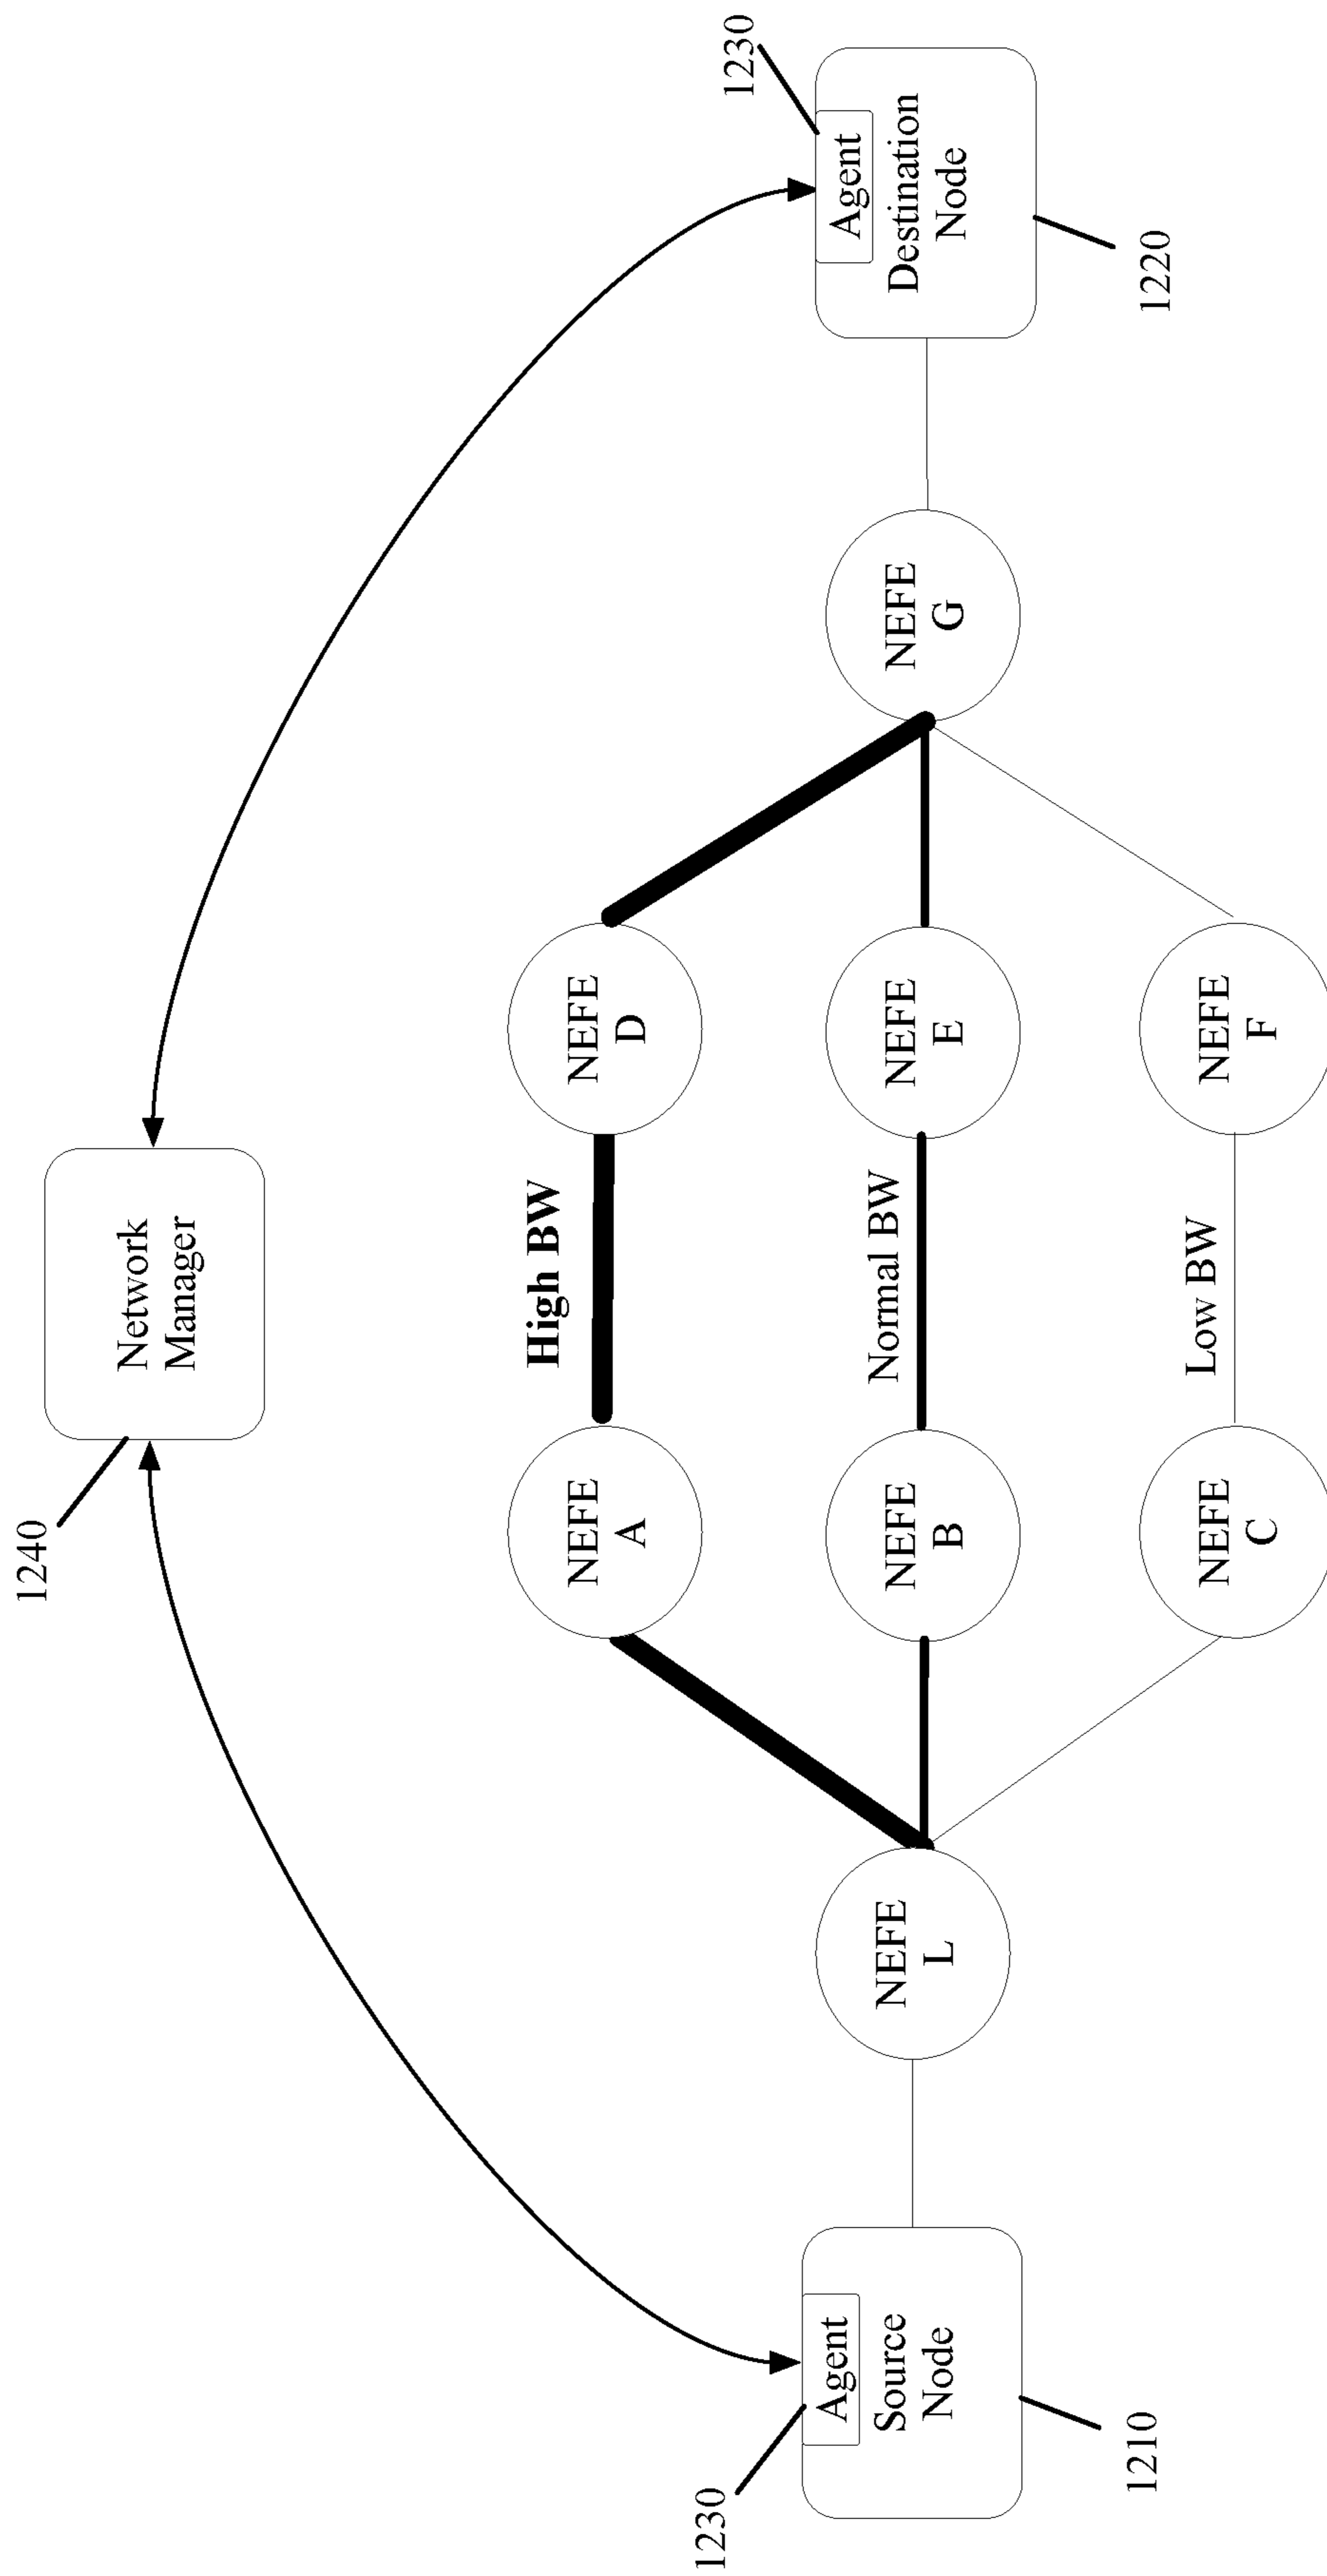 1240
Network
Manager
1230
Agent
Source
Node
1210
NEFE
L
NEFE
A
High BW
NEFE
D
NEFE
B
Normal BW
NEFE
E
NEFE
C
Low BW
NEFE
F
NEFE
G
1230
Agent
Destination
Node
1220